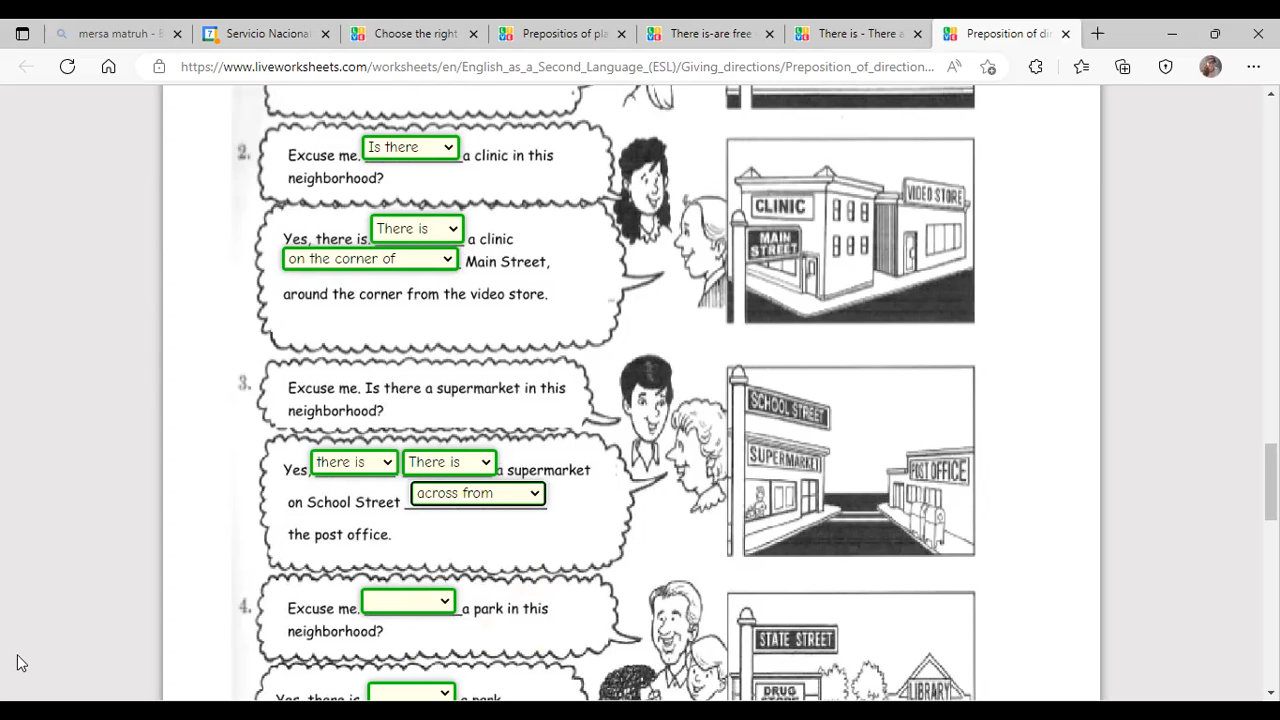 mersa matruh - B
Servicio Nacional
Choose the right
Prepositios of pla
There is-are free
There is - There a
Preposition of di
https://www.liveworksheets.com/worksheets/en/English_as_a_Second_Language_(ESL)/Giving_directions/Preposition_of_direction...
2.
Excuse me. Is there a clinic in this
neighborhood?
Yes, there is. There is a clinic
on the corner of Main Street,
around the corner from the video store.
CLINIC
VIDEO STORE
MAIN
STREET
3.
Excuse me. Is there a supermarket in this
neighborhood?
Yes, there is There is a supermarket
on School Street across from
the post office.
SCHOOL STREET
SUPERMARKET
POST OFFICE
4.
Excuse me. a park in this
neighborhood?
Yes, there is. a park
STATE STREET
DRUG
LIBRARY